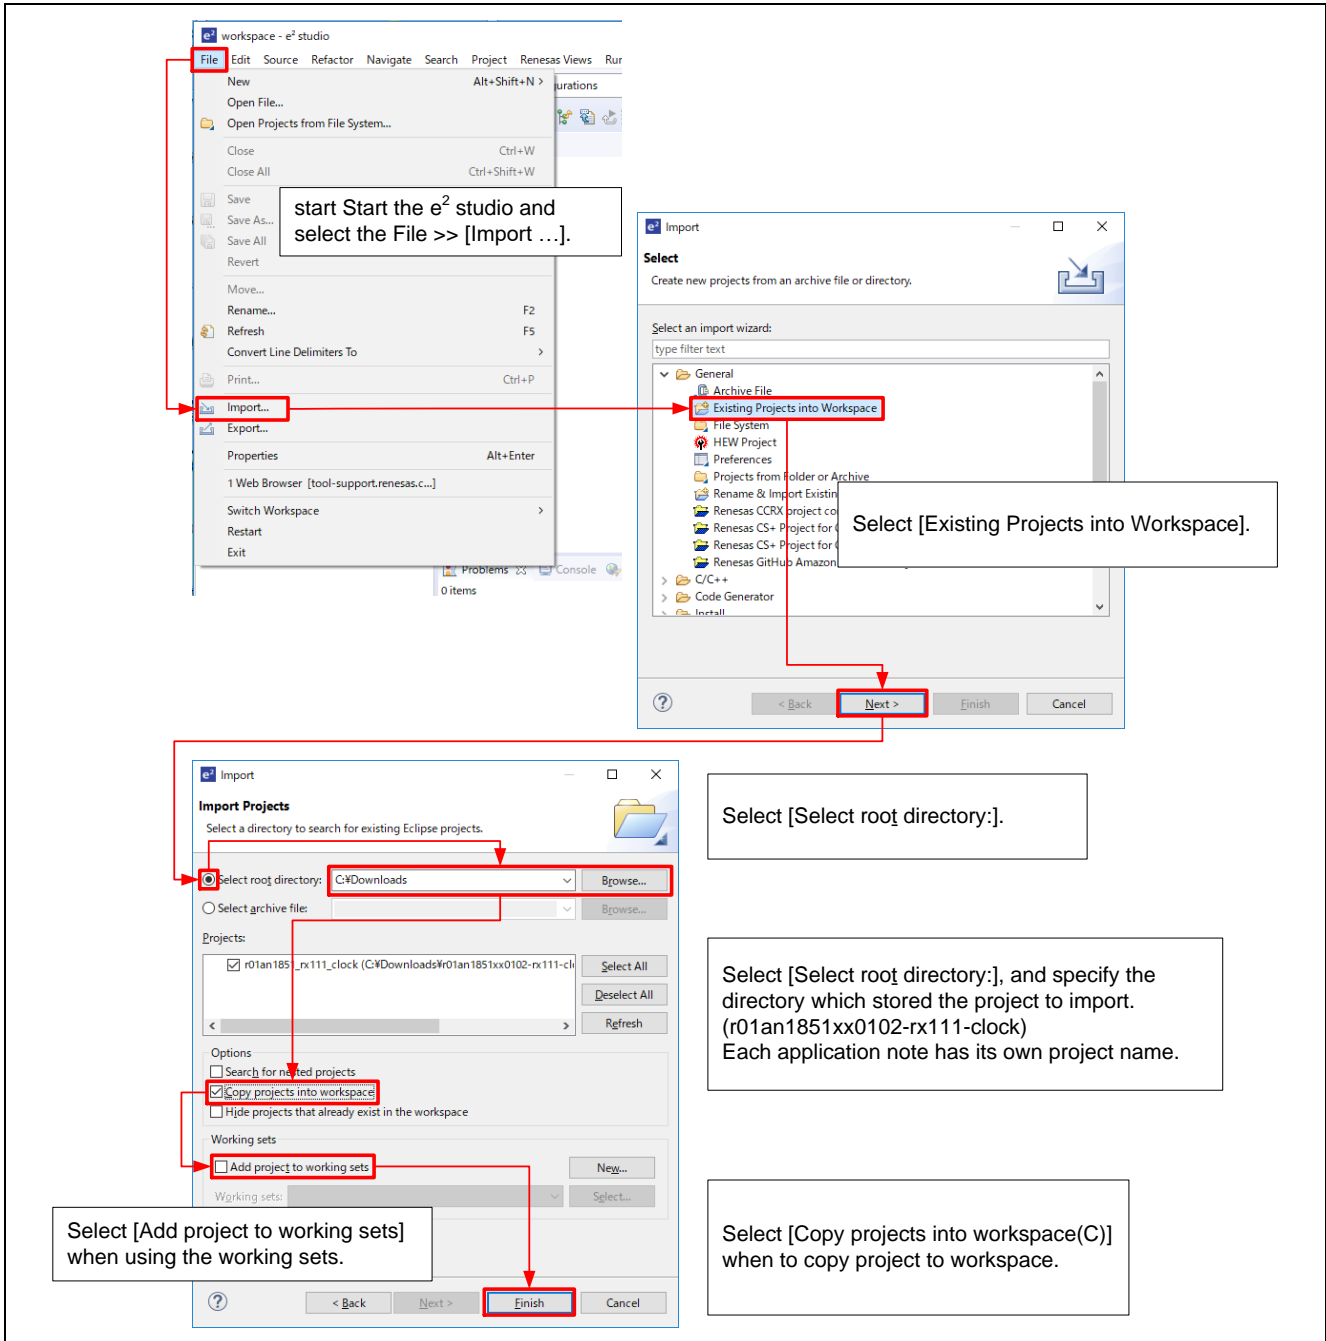 workspace - e² studio
File Edit Source Refactor Navigate Search Project Renesas Views Run
New Alt+Shift+N >
urations
Open File...
Open Projects from File System...
Close Ctrl+W
Close All Ctrl+Shift+W
Save
Save As...
Save All
Revert
start Start the e² studio and
select the File >> [Import …].
Move...
Rename... F2
Refresh F5
Convert Line Delimiters To >
Print... Ctrl+P
Import...
Export...
Properties Alt+Enter
1 Web Browser [tool-support.renesas.c...]
Switch Workspace >
Restart
Exit
Problems Console
0 items
e² Import
Select
Create new projects from an archive file or directory.
Select an import wizard:
type filter text
General
Archive File
Existing Projects into Workspace
File System
HEW Project
Preferences
Projects from Folder or Archive
Rename & Import Existin
Renesas CCRX project co
Renesas CS+ Project for
Renesas CS+ Project for
Renesas GitHub Amazon
C/C++
Code Generator
Install
Select [Existing Projects into Workspace].
< Back Next > Finish Cancel
e² Import
Import Projects
Select a directory to search for existing Eclipse projects.
Select root directory: C:¥Downloads Browse...
Select archive file: Browse...
Projects:
r01an1851_rx111_clock (C:¥Downloads¥r01an1851xx0102-rx111-cl
Select All
Deselect All
Refresh
Options
Search for nested projects
Copy projects into workspace
Hide projects that already exist in the workspace
Working sets
Add project to working sets New...
Working sets: Select...
< Back Next > Finish Cancel
Select [Add project to working sets]
when using the working sets.
Select [Select root directory:].
Select [Select root directory:], and specify the
directory which stored the project to import.
(r01an1851xx0102-rx111-clock)
Each application note has its own project name.
Select [Copy projects into workspace(C)]
when to copy project to workspace.